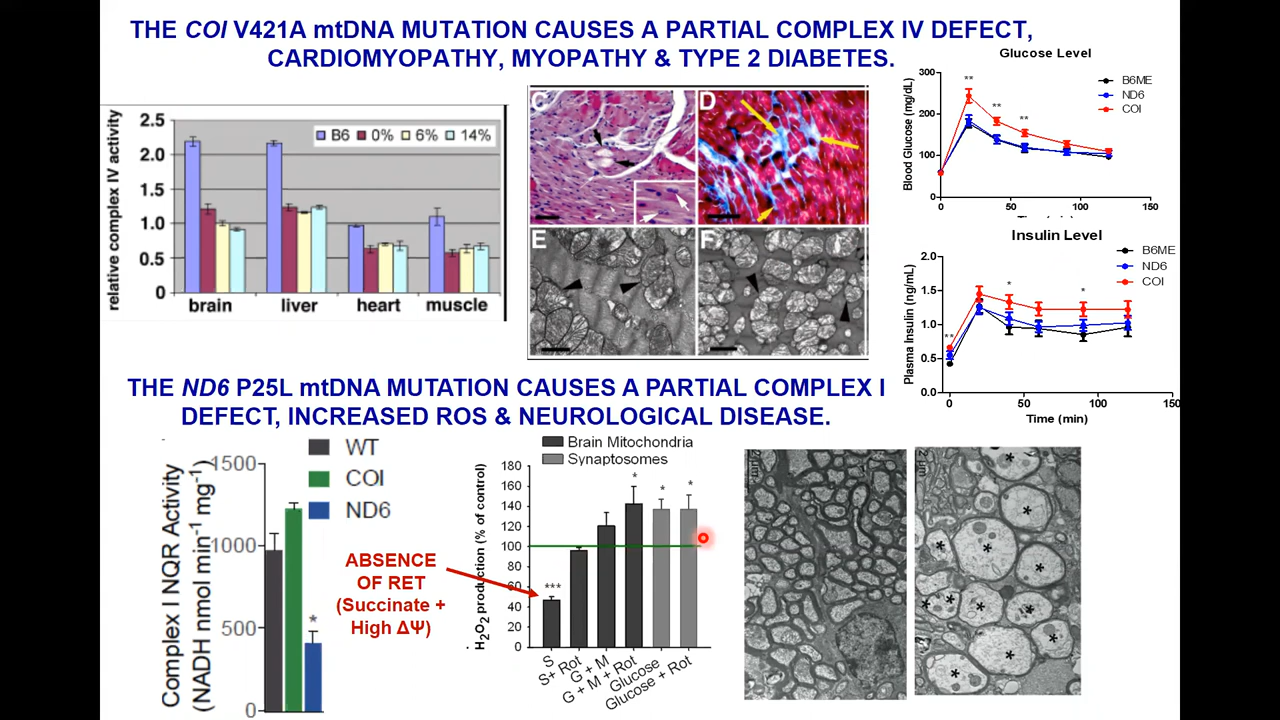 THE COI V421A mtDNA MUTATION CAUSES A PARTIAL COMPLEX IV DEFECT,
CARDIOMYOPATHY, MYOPATHY & TYPE 2 DIABETES.
relative complex IV activity
2.5
2.0
1.5
1.0
0.5
0
B6 0% 6% 14%
brain liver heart muscle
C
D
E
F
Glucose Level
Blood Glucose (mg/dL)
300
200
100
0
0 50 100 150
** ** **
B6ME
ND6
COI
Insulin Level
Plasma Insulin (ng/mL)
2.0
1.5
1.0
0.5
0.0
** * *
B6ME
ND6
COI
0 50 100 150
Time (min)
THE ND6 P25L mtDNA MUTATION CAUSES A PARTIAL COMPLEX I
DEFECT, INCREASED ROS & NEUROLOGICAL DISEASE.
Complex I NQR Activity
(NADH nmol min-1 mg-1)
1500
1000
500
0
WT
COI
ND6
*
ABSENCE
OF RET
(Succinate +
High ΔΨ)
Brain Mitochondria
Synaptosomes
H2O2 production (% of control)
180
160
140
120
100
80
60
40
20
0
*** * * *
S
S+ Rot
G + M
G + M + Rot
Glucose
Glucose + Rot
2 µm
2 µm
* * * * * * * * * *